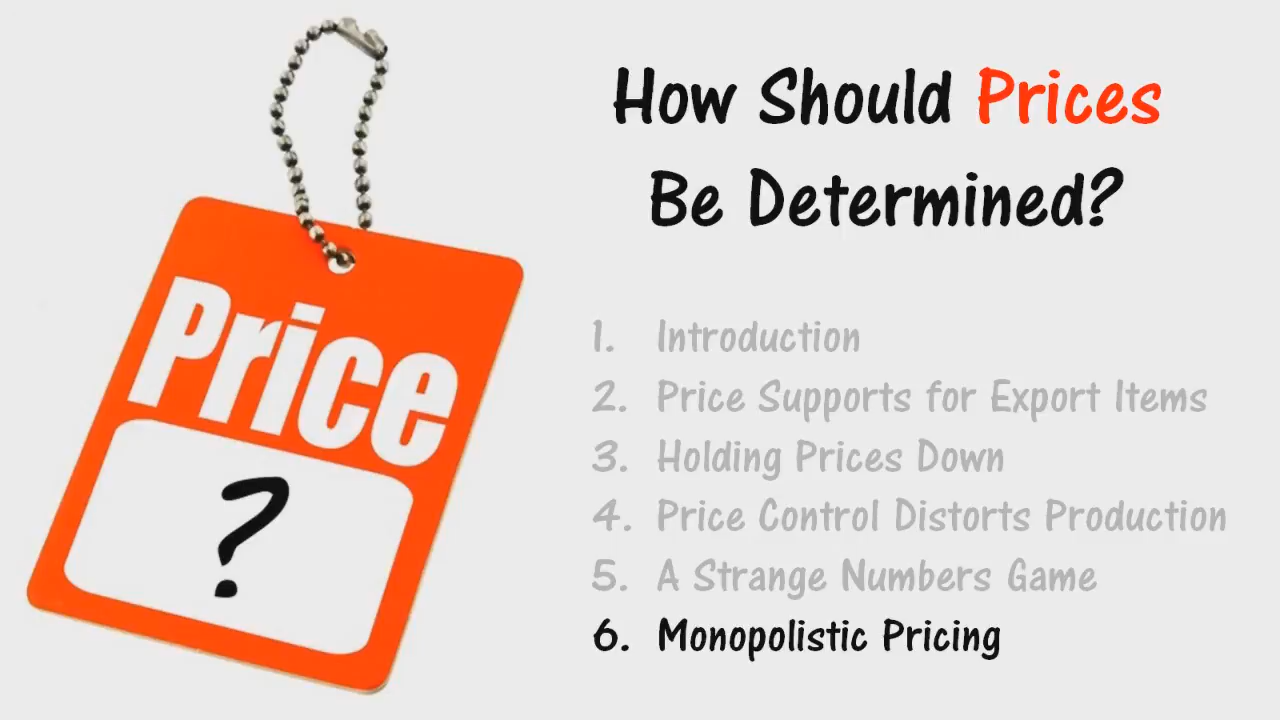 Price
?
How Should Prices
Be Determined?
1. Introduction
2. Price Supports for Export Items
3. Holding Prices Down
4. Price Control Distorts Production
5. A Strange Numbers Game
6. Monopolistic Pricing